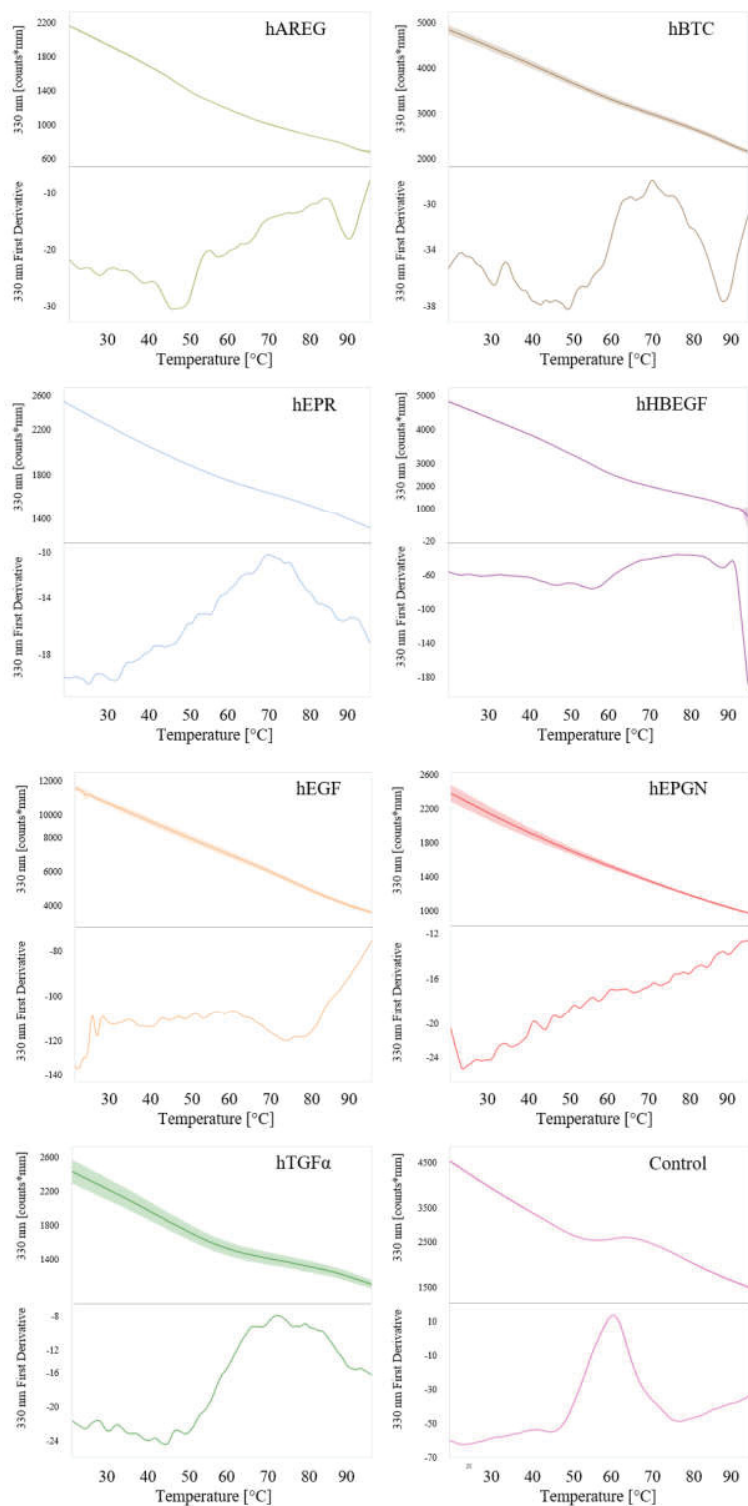 hAREG
330 nm [counts*mm]
2200
1800
1400
1000
600
330 nm First Derivative
-10
-20
-30
30 40 50 60 70 80 90
Temperature [°C]
hBTC
330 nm [counts*mm]
5000
4000
3000
2000
330 nm First Derivative
-30
-34
-38
30 40 50 60 70 80 90
Temperature [°C]
hEPR
330 nm [counts*mm]
2600
2200
1800
1400
330 nm First Derivative
-10
-14
-18
30 40 50 60 70 80 90
Temperature [°C]
hHBEGF
330 nm [counts*mm]
5000
4000
3000
2000
1000
330 nm First Derivative
-20
-60
-100
-140
-180
30 40 50 60 70 80 90
Temperature [°C]
hEGF
330 nm [counts*mm]
12000
10000
8000
6000
4000
330 nm First Derivative
-80
-100
-120
-140
30 40 50 60 70 80 90
Temperature [°C]
hEPGN
330 nm [counts*mm]
2600
2200
1800
1400
1000
330 nm First Derivative
-12
-16
-20
-24
30 40 50 60 70 80 90
Temperature [°C]
hTGFα
330 nm [counts*mm]
2600
2200
1800
1400
330 nm First Derivative
-8
-12
-16
-20
-24
30 40 50 60 70 80 90
Temperature [°C]
Control
330 nm [counts*mm]
4500
3500
2500
1500
330 nm First Derivative
10
-10
-30
-50
-70
20
30 40 50 60 70 80 90
Temperature [°C]